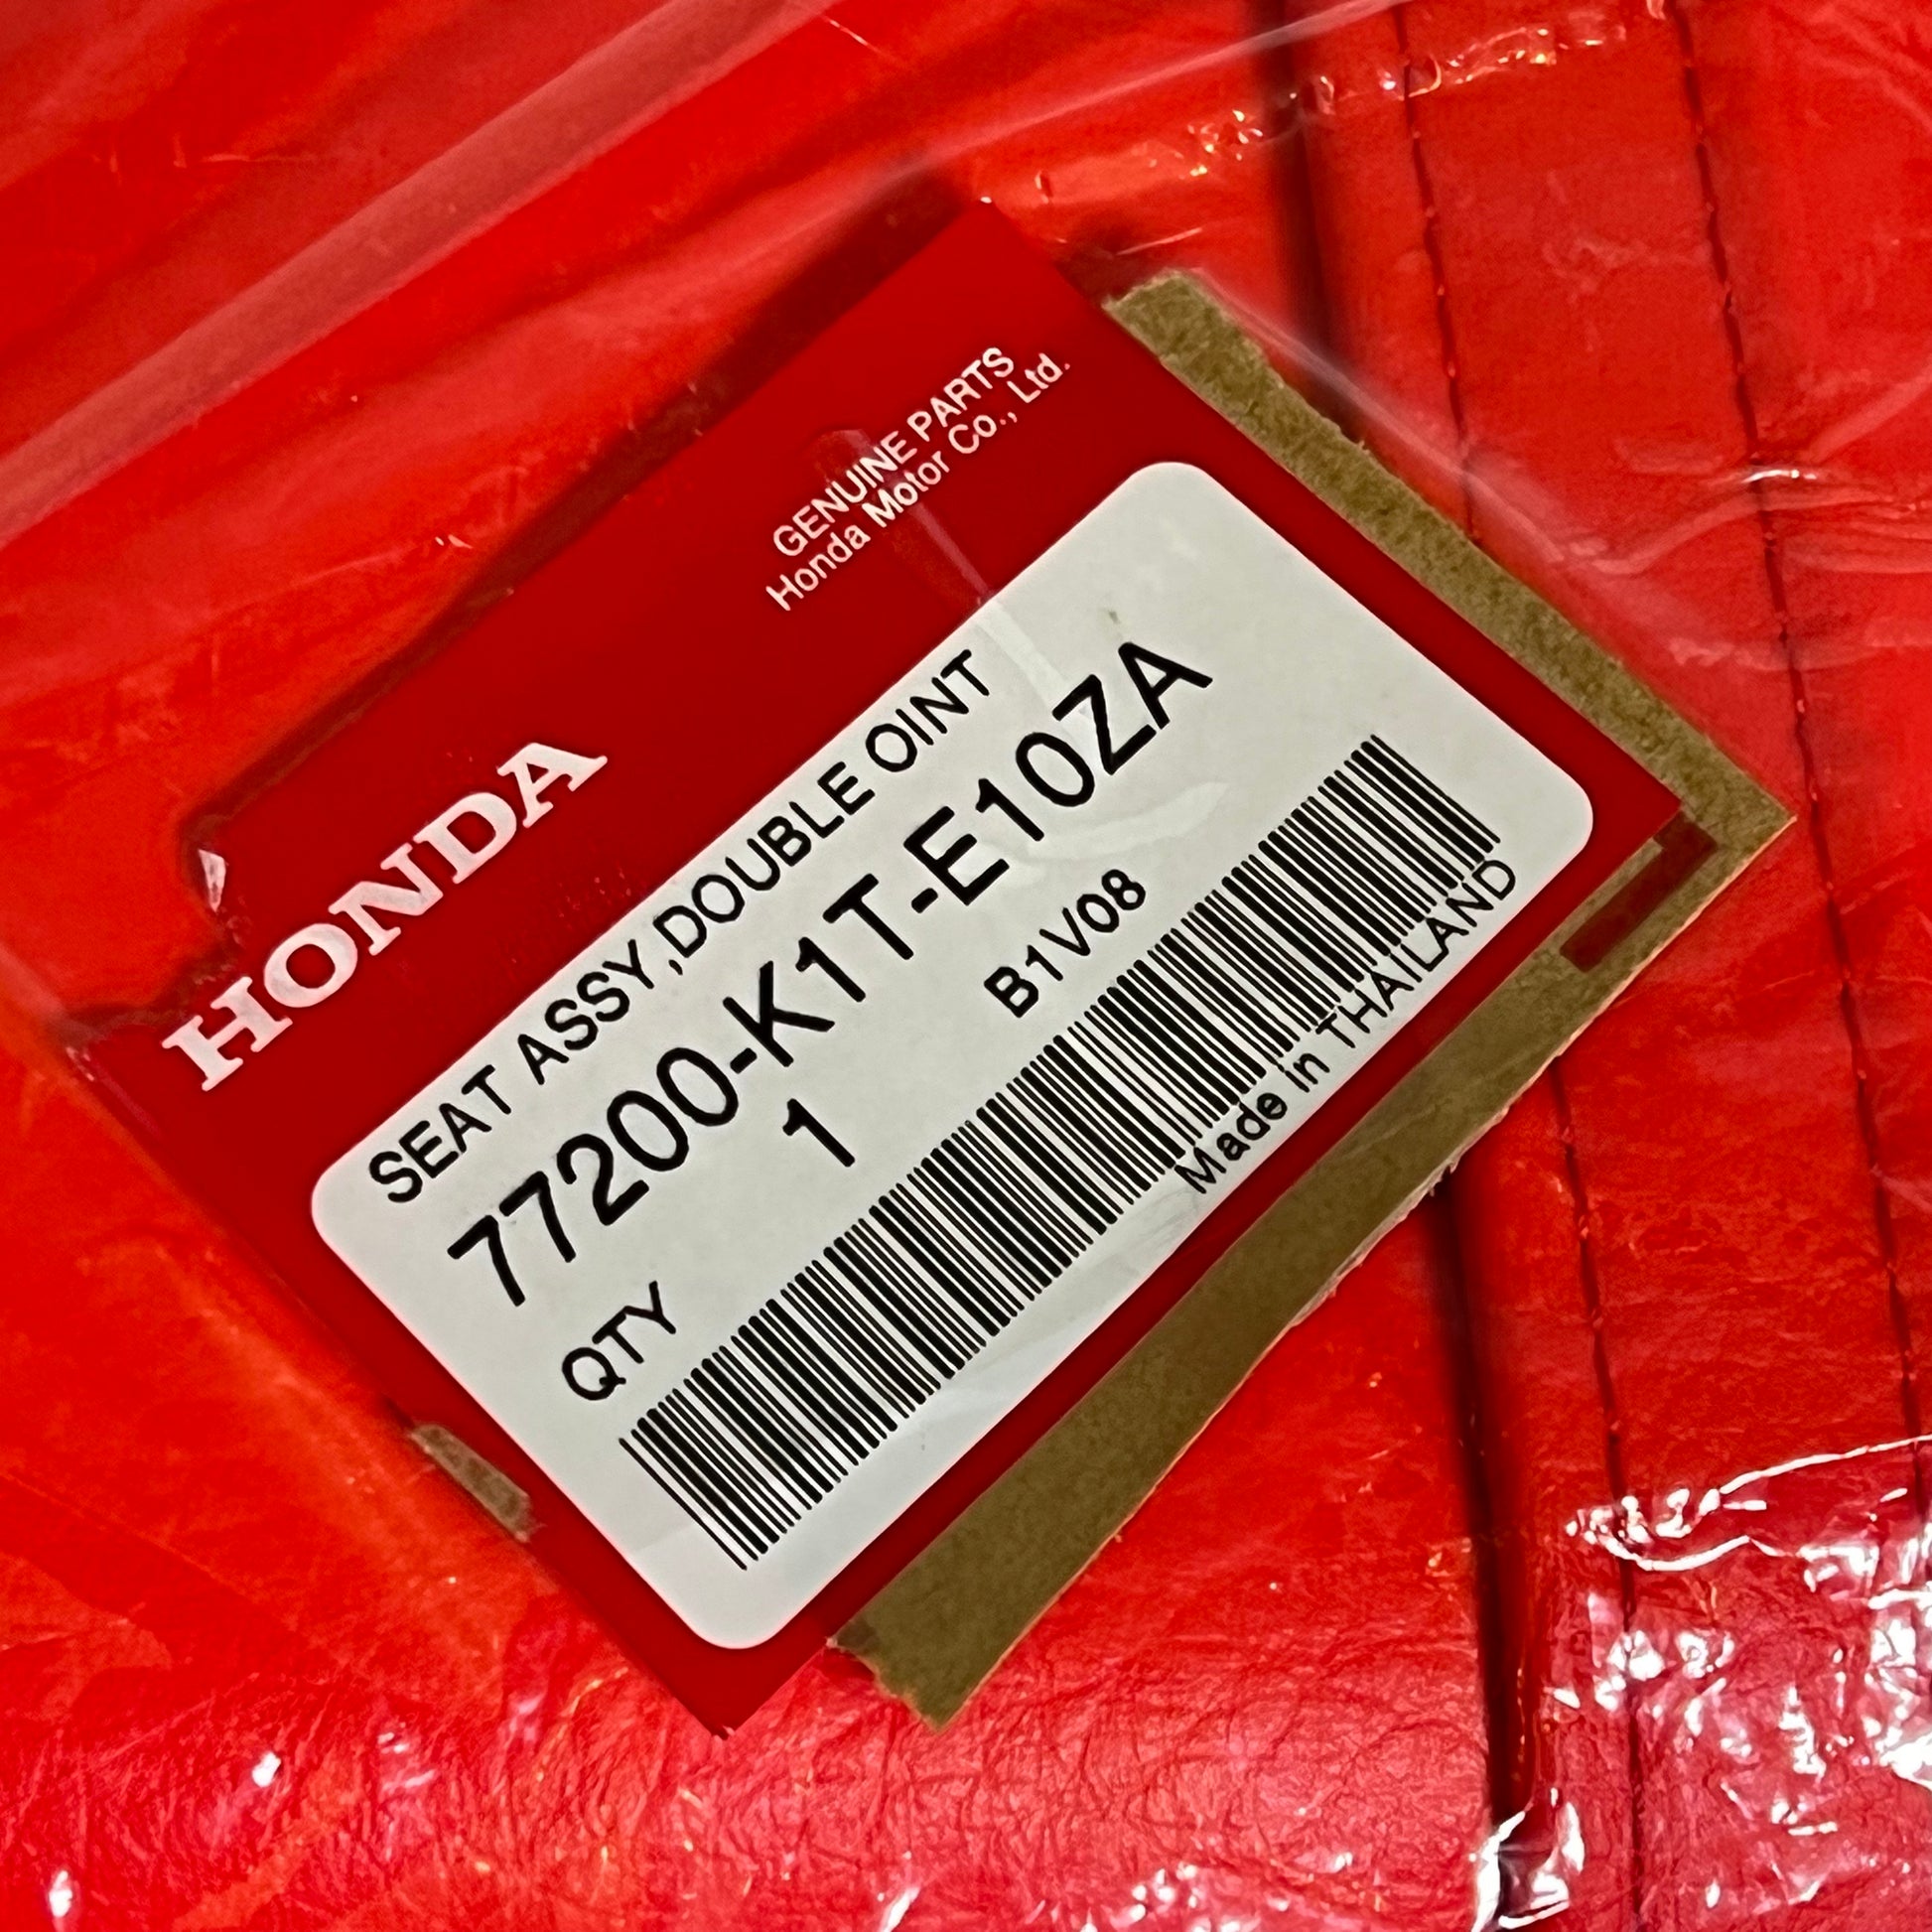 HONDA
GENUINE PARTS
Honda Motor Co., Ltd.
SEAT ASSY,DOUBLE OINT
77200-K1T-E10ZA
QTY 1 B1V08
Made in THAILAND